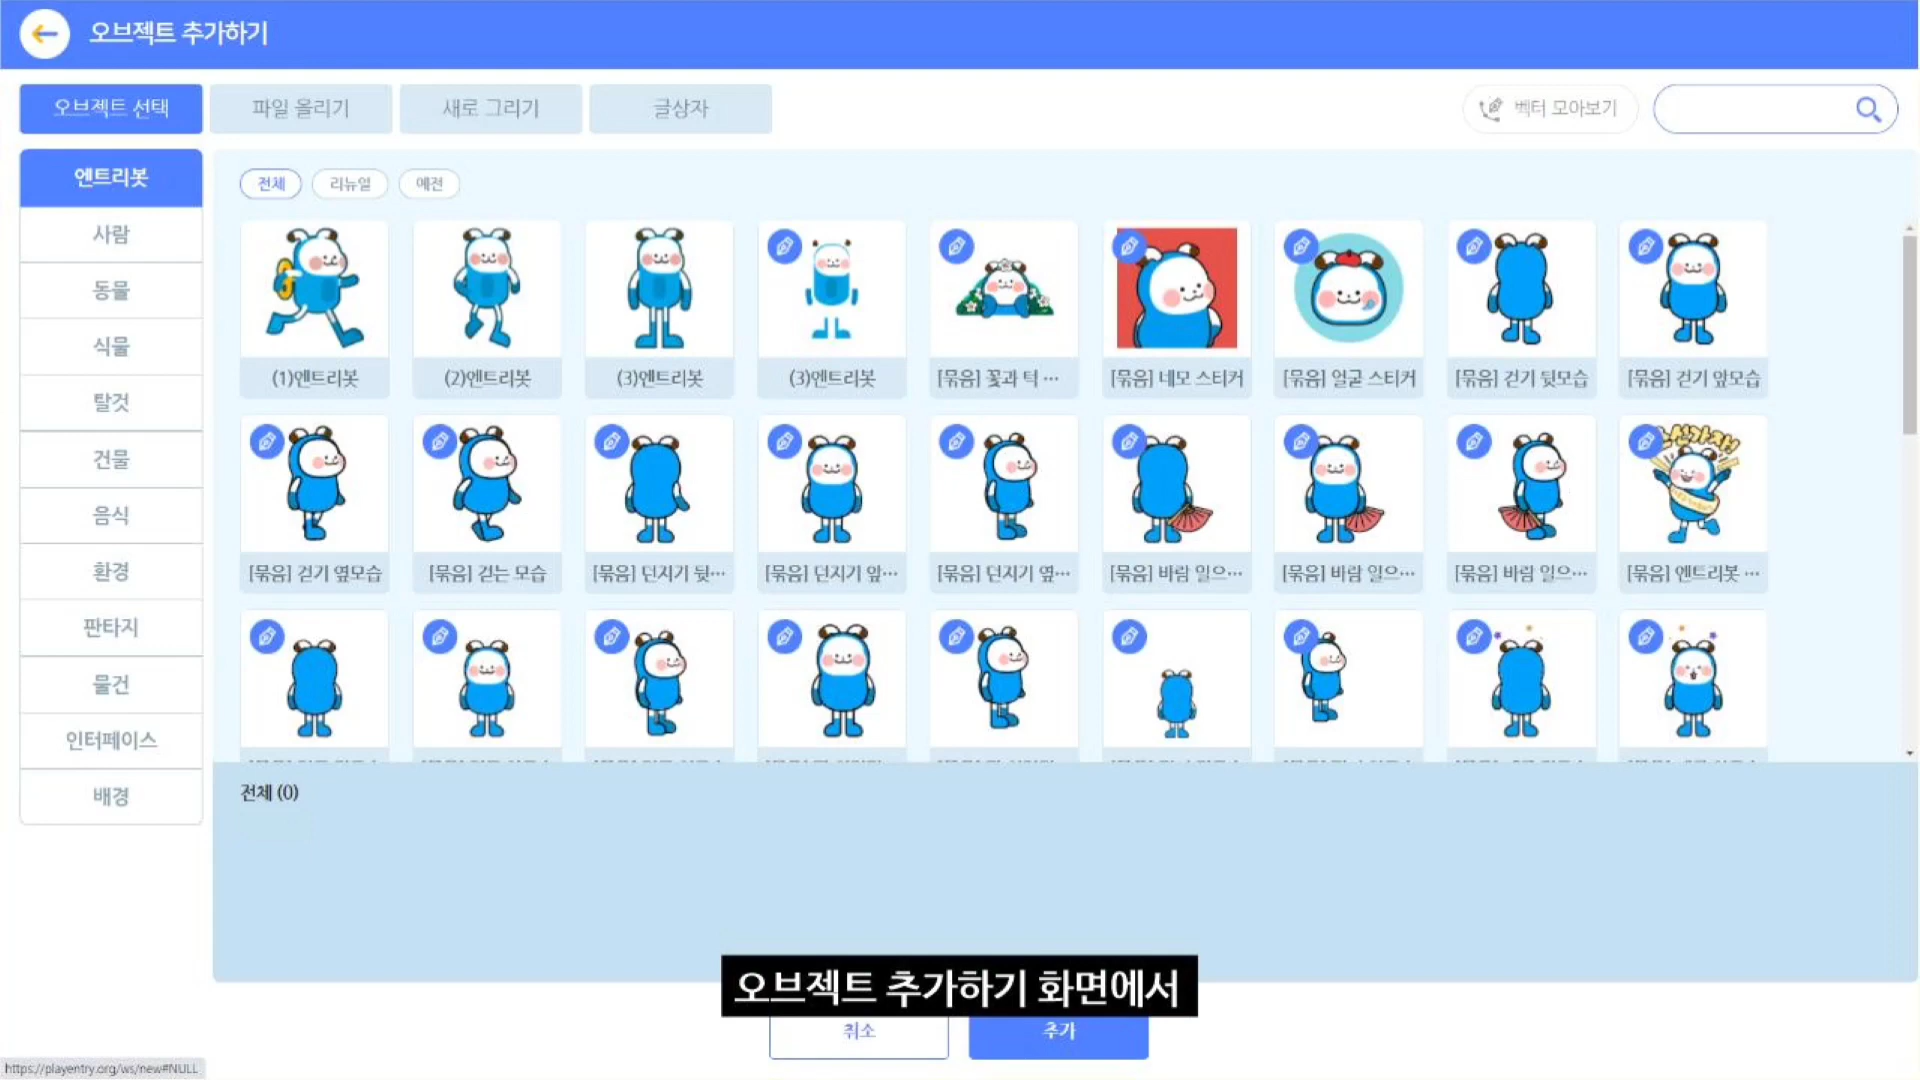 오브젝트 추가하기
오브젝트 선택 파일 올리기 새로 그리기 글상자 벡터 모아보기
엔트리봇
사람
동물
식물
탈것
건물
음식
환경
판타지
물건
인터페이스
배경
전체 리뉴얼 예전
(1)엔트리봇 (2)엔트리봇 (3)엔트리봇 (3)엔트리봇 [묶음] 꽃과 턱 … [묶음] 네모 스티커 [묶음] 얼굴 스티커 [묶음] 걷기 뒷모습 [묶음] 걷기 앞모습
[묶음] 걷기 옆모습 [묶음] 걷는 모습 [묶음] 던지기 뒷… [묶음] 던지기 앞… [묶음] 던지기 옆… [묶음] 바람 일으… [묶음] 바람 일으… [묶음] 바람 일으… [묶음] 엔트리봇 …
전체 (0)
오브젝트 추가하기 화면에서
취소 추가
https://playentry.org/ws/new#NULL